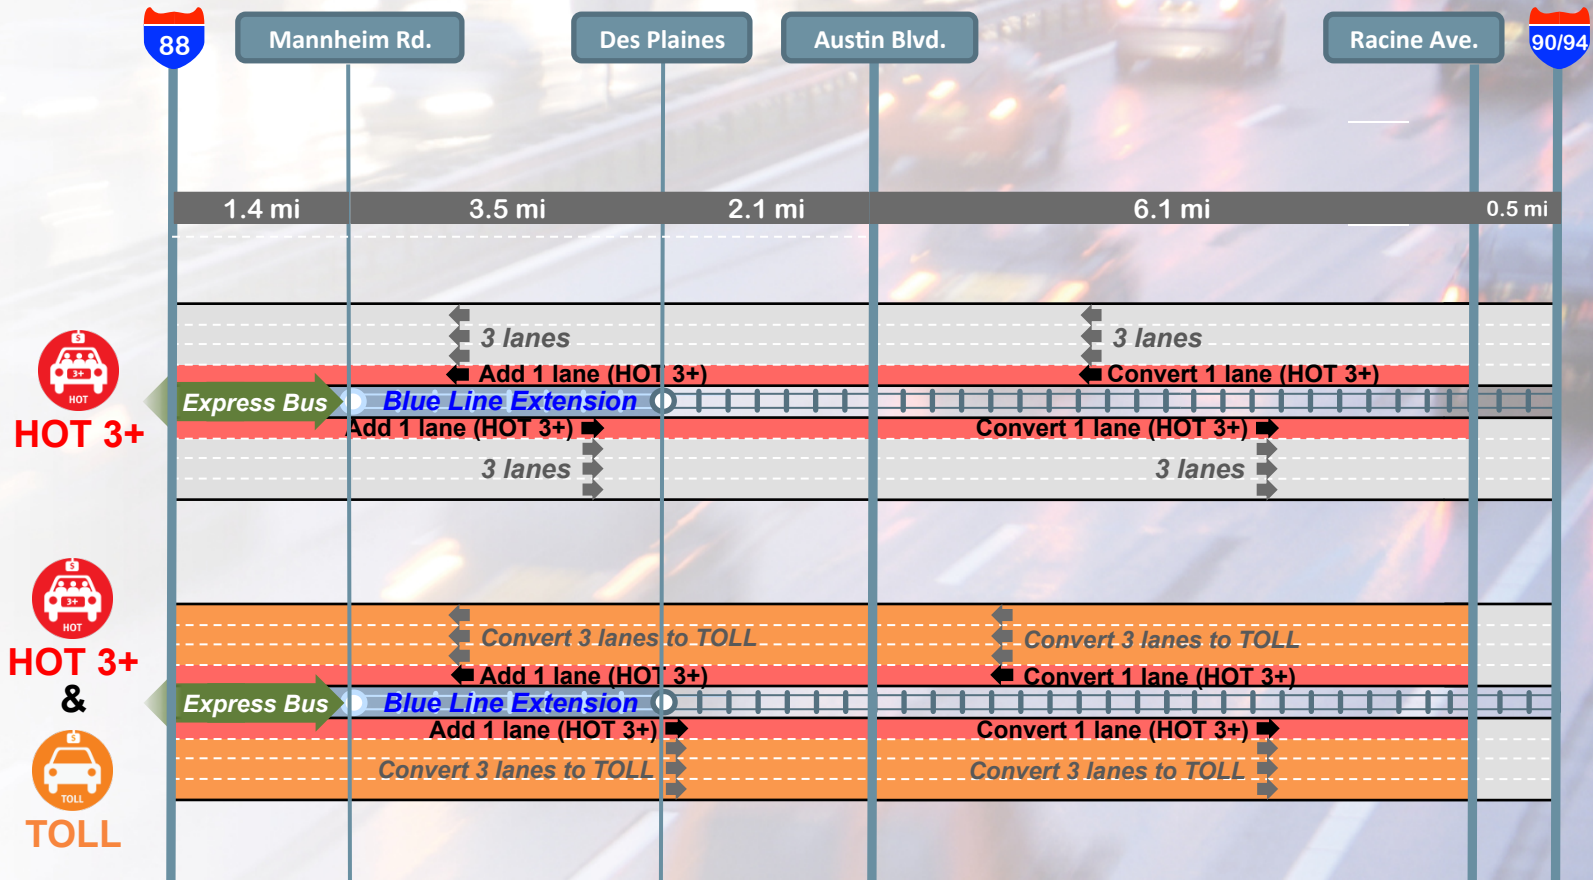 88
Mannheim Rd.
Des Plaines
Austin Blvd.
Racine Ave.
90/94
1.4 mi
3.5 mi
2.1 mi
6.1 mi
0.5 mi
3 lanes
3 lanes
Add 1 lane (HOT 3+)
Convert 1 lane (HOT 3+)
$
3+
HOT
HOT 3+
Express Bus
Blue Line Extension
Add 1 lane (HOT 3+)
Convert 1 lane (HOT 3+)
3 lanes
3 lanes
$
3+
HOT
HOT 3+
&
Convert 3 lanes to TOLL
Convert 3 lanes to TOLL
Add 1 lane (HOT 3+)
Convert 1 lane (HOT 3+)
Express Bus
Blue Line Extension
Add 1 lane (HOT 3+)
Convert 1 lane (HOT 3+)
Convert 3 lanes to TOLL
Convert 3 lanes to TOLL
$
TOLL
TOLL